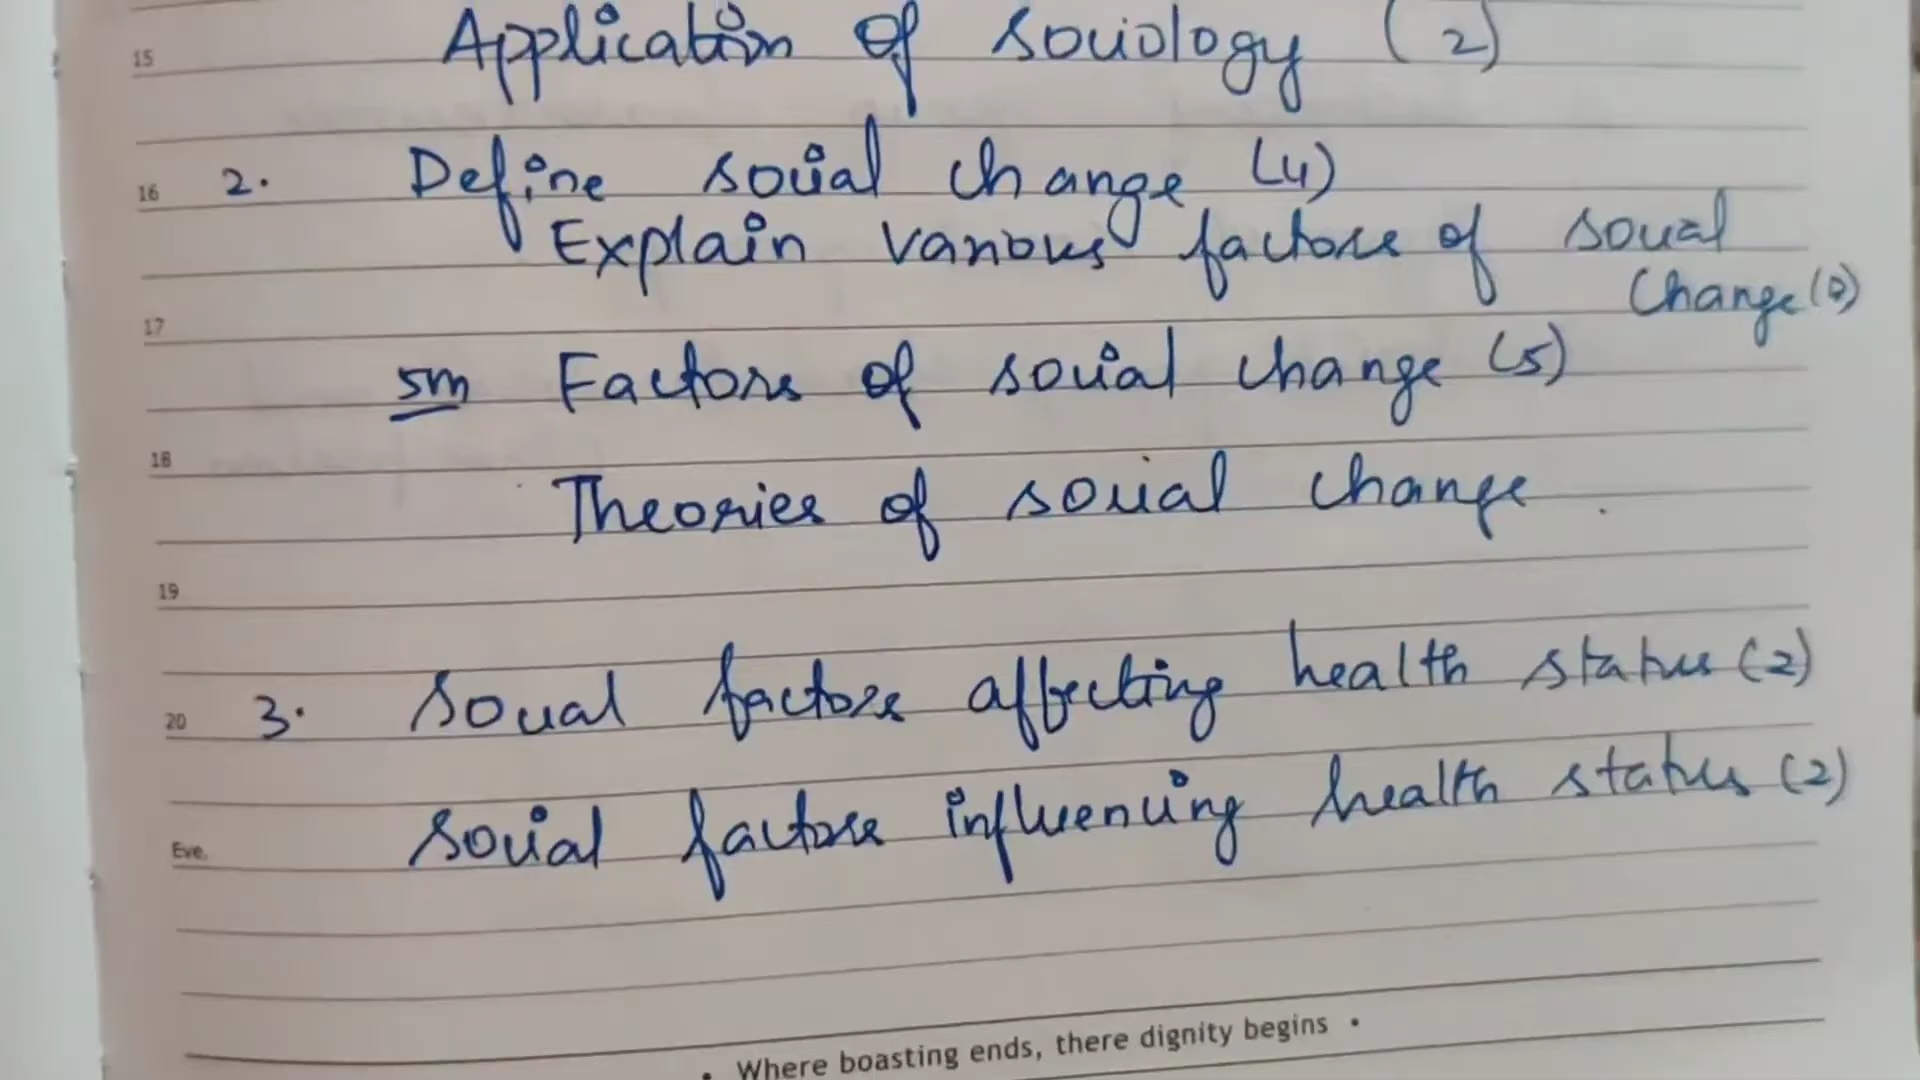 15 Application of sociology (2)
16 2. Define social change (4)
Explain various factors of social
change (8)
17
5m Factors of social change (5)
18
Theories of social change
19
20 3. Social factors affecting health status (2)
Eve. Social factors influencing health status (2)
• Where boasting ends, there dignity begins •